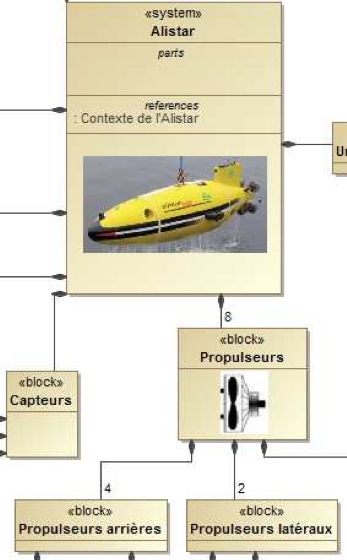 «system»
Alistar
parts
references
: Contexte de l'Alistar
8
«block»
Propulseurs
«block»
Capteurs
4
2
«block»
Propulseurs arrières
«block»
Propulseurs latéraux